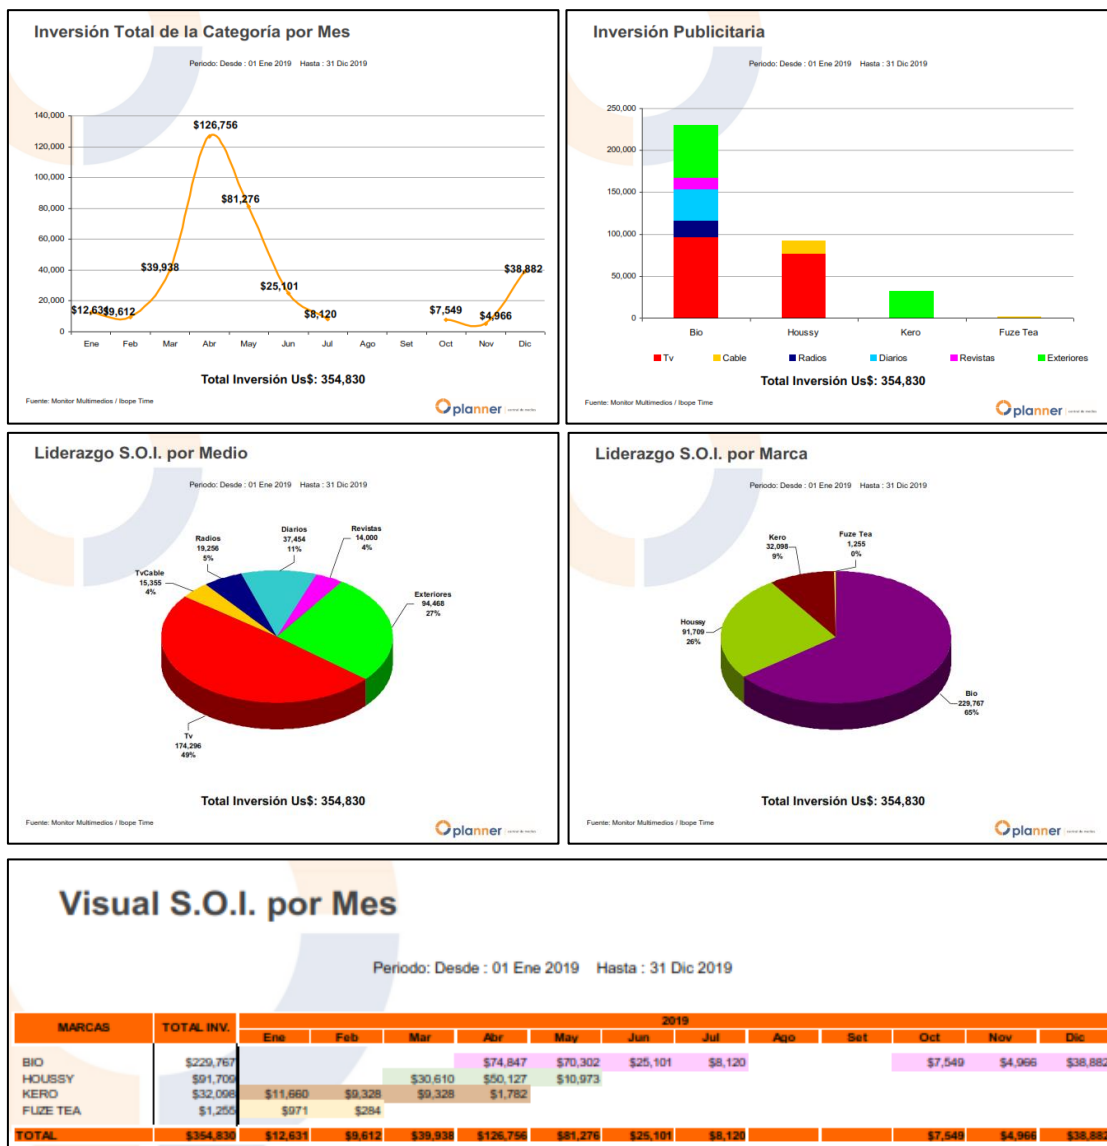 Inversión Total de la Categoría por Mes
Periodo: Desde : 01 Ene 2019 Hasta : 31 Dic 2019
140,000
120,000
100,000
80,000
60,000
40,000
20,000
0
$12,631
$9,612
$39,938
$126,756
$81,276
$25,101
$8,120
$7,549
$4,966
$38,882
Ene Feb Mar Abr May Jun Jul Ago Set Oct Nov Dic
Total Inversión Us$: 354,830
Fuente: Monitor Multimedios / Ibope Time
planner
Inversión Publicitaria
Periodo: Desde : 01 Ene 2019 Hasta : 31 Dic 2019
250,000
200,000
150,000
100,000
50,000
0
Bio Houssy Kero Fuze Tea
Tv Cable Radios Diarios Revistas Exteriores
Total Inversión Us$: 354,830
Fuente: Monitor Multimedios / Ibope Time
planner
Liderazgo S.O.I. por Medio
Periodo: Desde : 01 Ene 2019 Hasta : 31 Dic 2019
Diarios
37,454
11%
Revistas
14,000
4%
Radios
19,256
5%
TvCable
15,355
4%
Exteriores
94,468
27%
Tv
174,296
49%
Total Inversión Us$: 354,830
Fuente: Monitor Multimedios / Ibope Time
planner
Liderazgo S.O.I. por Marca
Periodo: Desde : 01 Ene 2019 Hasta : 31 Dic 2019
Kero
32,098
9%
Fuze Tea
1,255
0%
Houssy
91,709
26%
Bio
229,767
65%
Total Inversión Us$: 354,830
Fuente: Monitor Multimedios / Ibope Time
planner
Visual S.O.I. por Mes
Periodo: Desde : 01 Ene 2019 Hasta : 31 Dic 2019
MARCAS TOTAL INV. 2019
Ene Feb Mar Abr May Jun Jul Ago Set Oct Nov Dic
BIO $229,767 $74,847 $70,302 $25,101 $8,120 $7,549 $4,966 $38,882
HOUSSY $91,709 $30,610 $50,127 $10,973
KERO $32,098 $11,660 $9,328 $9,328 $1,782
FUZE TEA $1,255 $971 $284
TOTAL $354,830 $12,631 $9,612 $39,938 $126,756 $81,276 $25,101 $8,120 $7,549 $4,966 $38,882